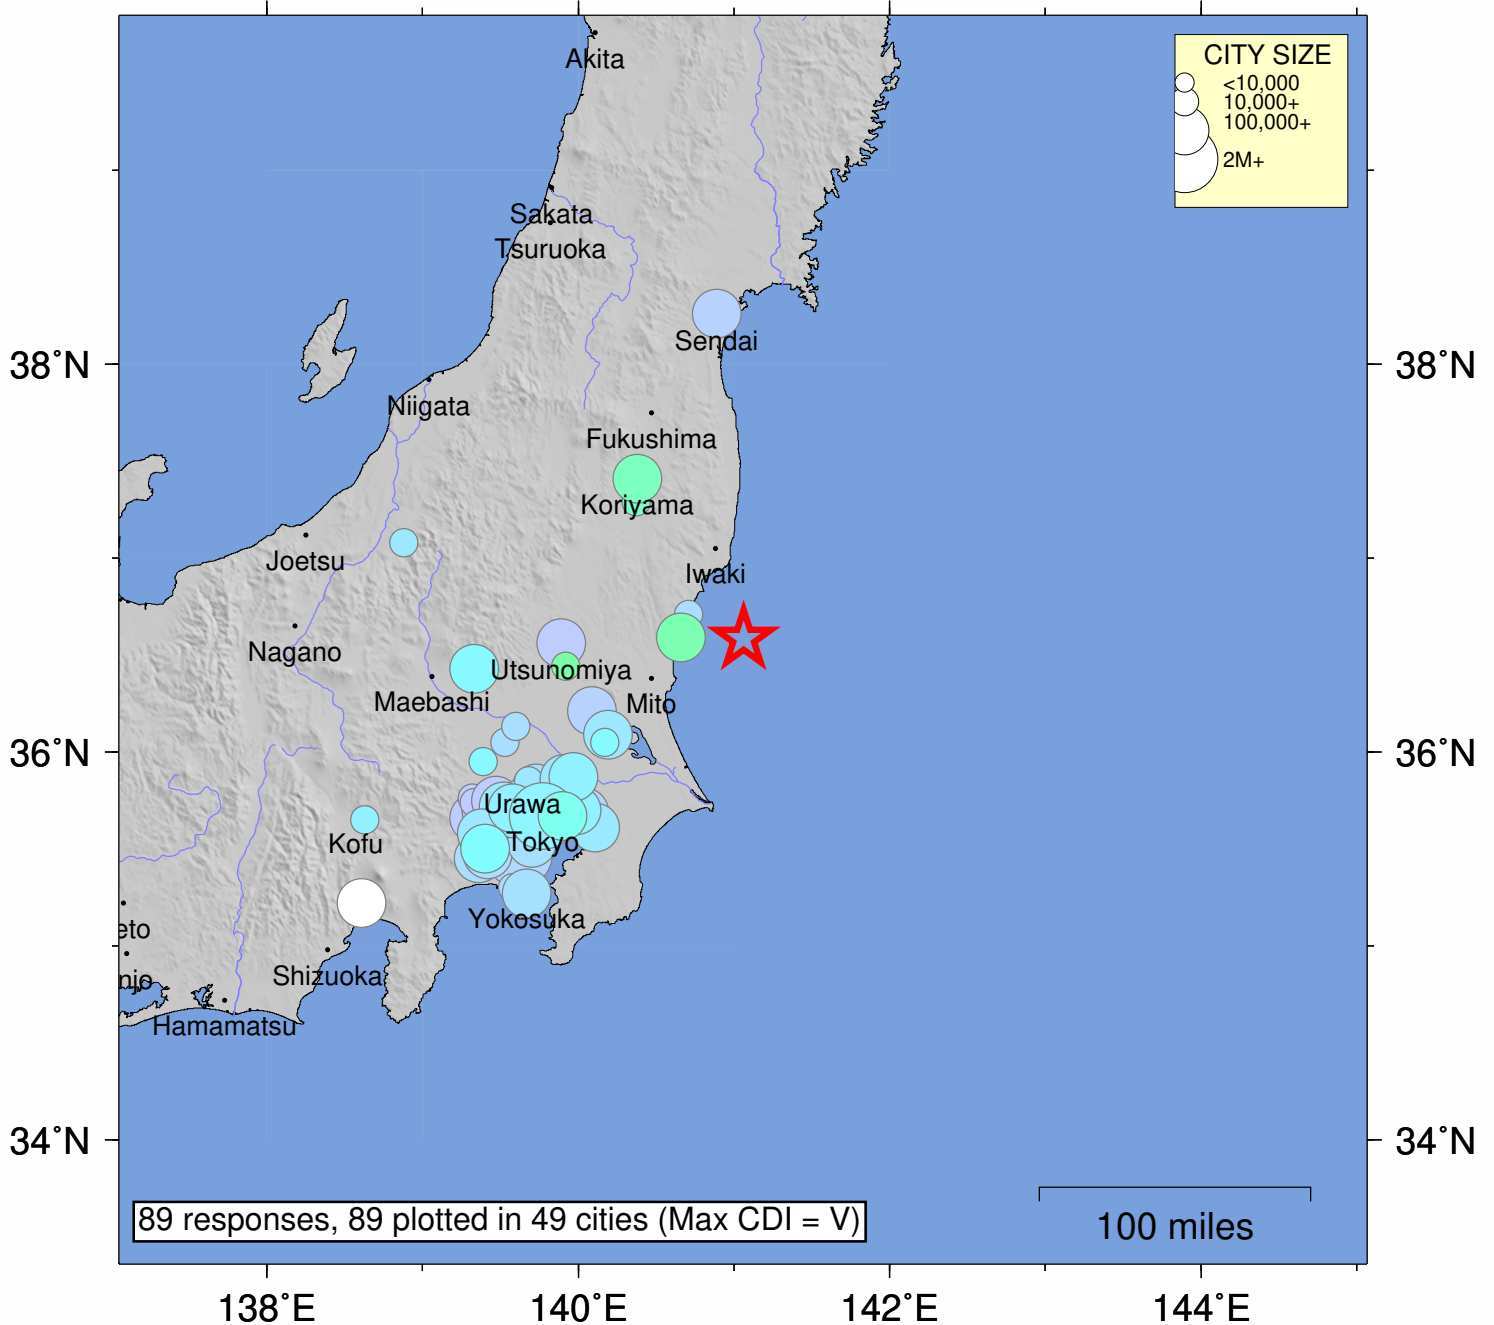 Akita
CITY SIZE
<10,000
10,000+
100,000+
2M+
Sakata
Tsuruoka
Sendai
38°N
38°N
Niigata
Fukushima
Koriyama
Joetsu
Iwaki
Nagano
Utsunomiya
Maebashi
Mito
36°N
36°N
Urawa
Kofu
Tokyo
Yokosuka
eto
Shizuoka
njo
Hamamatsu
34°N
34°N
89 responses, 89 plotted in 49 cities (Max CDI = V)
100 miles
138°E
140°E
142°E
144°E